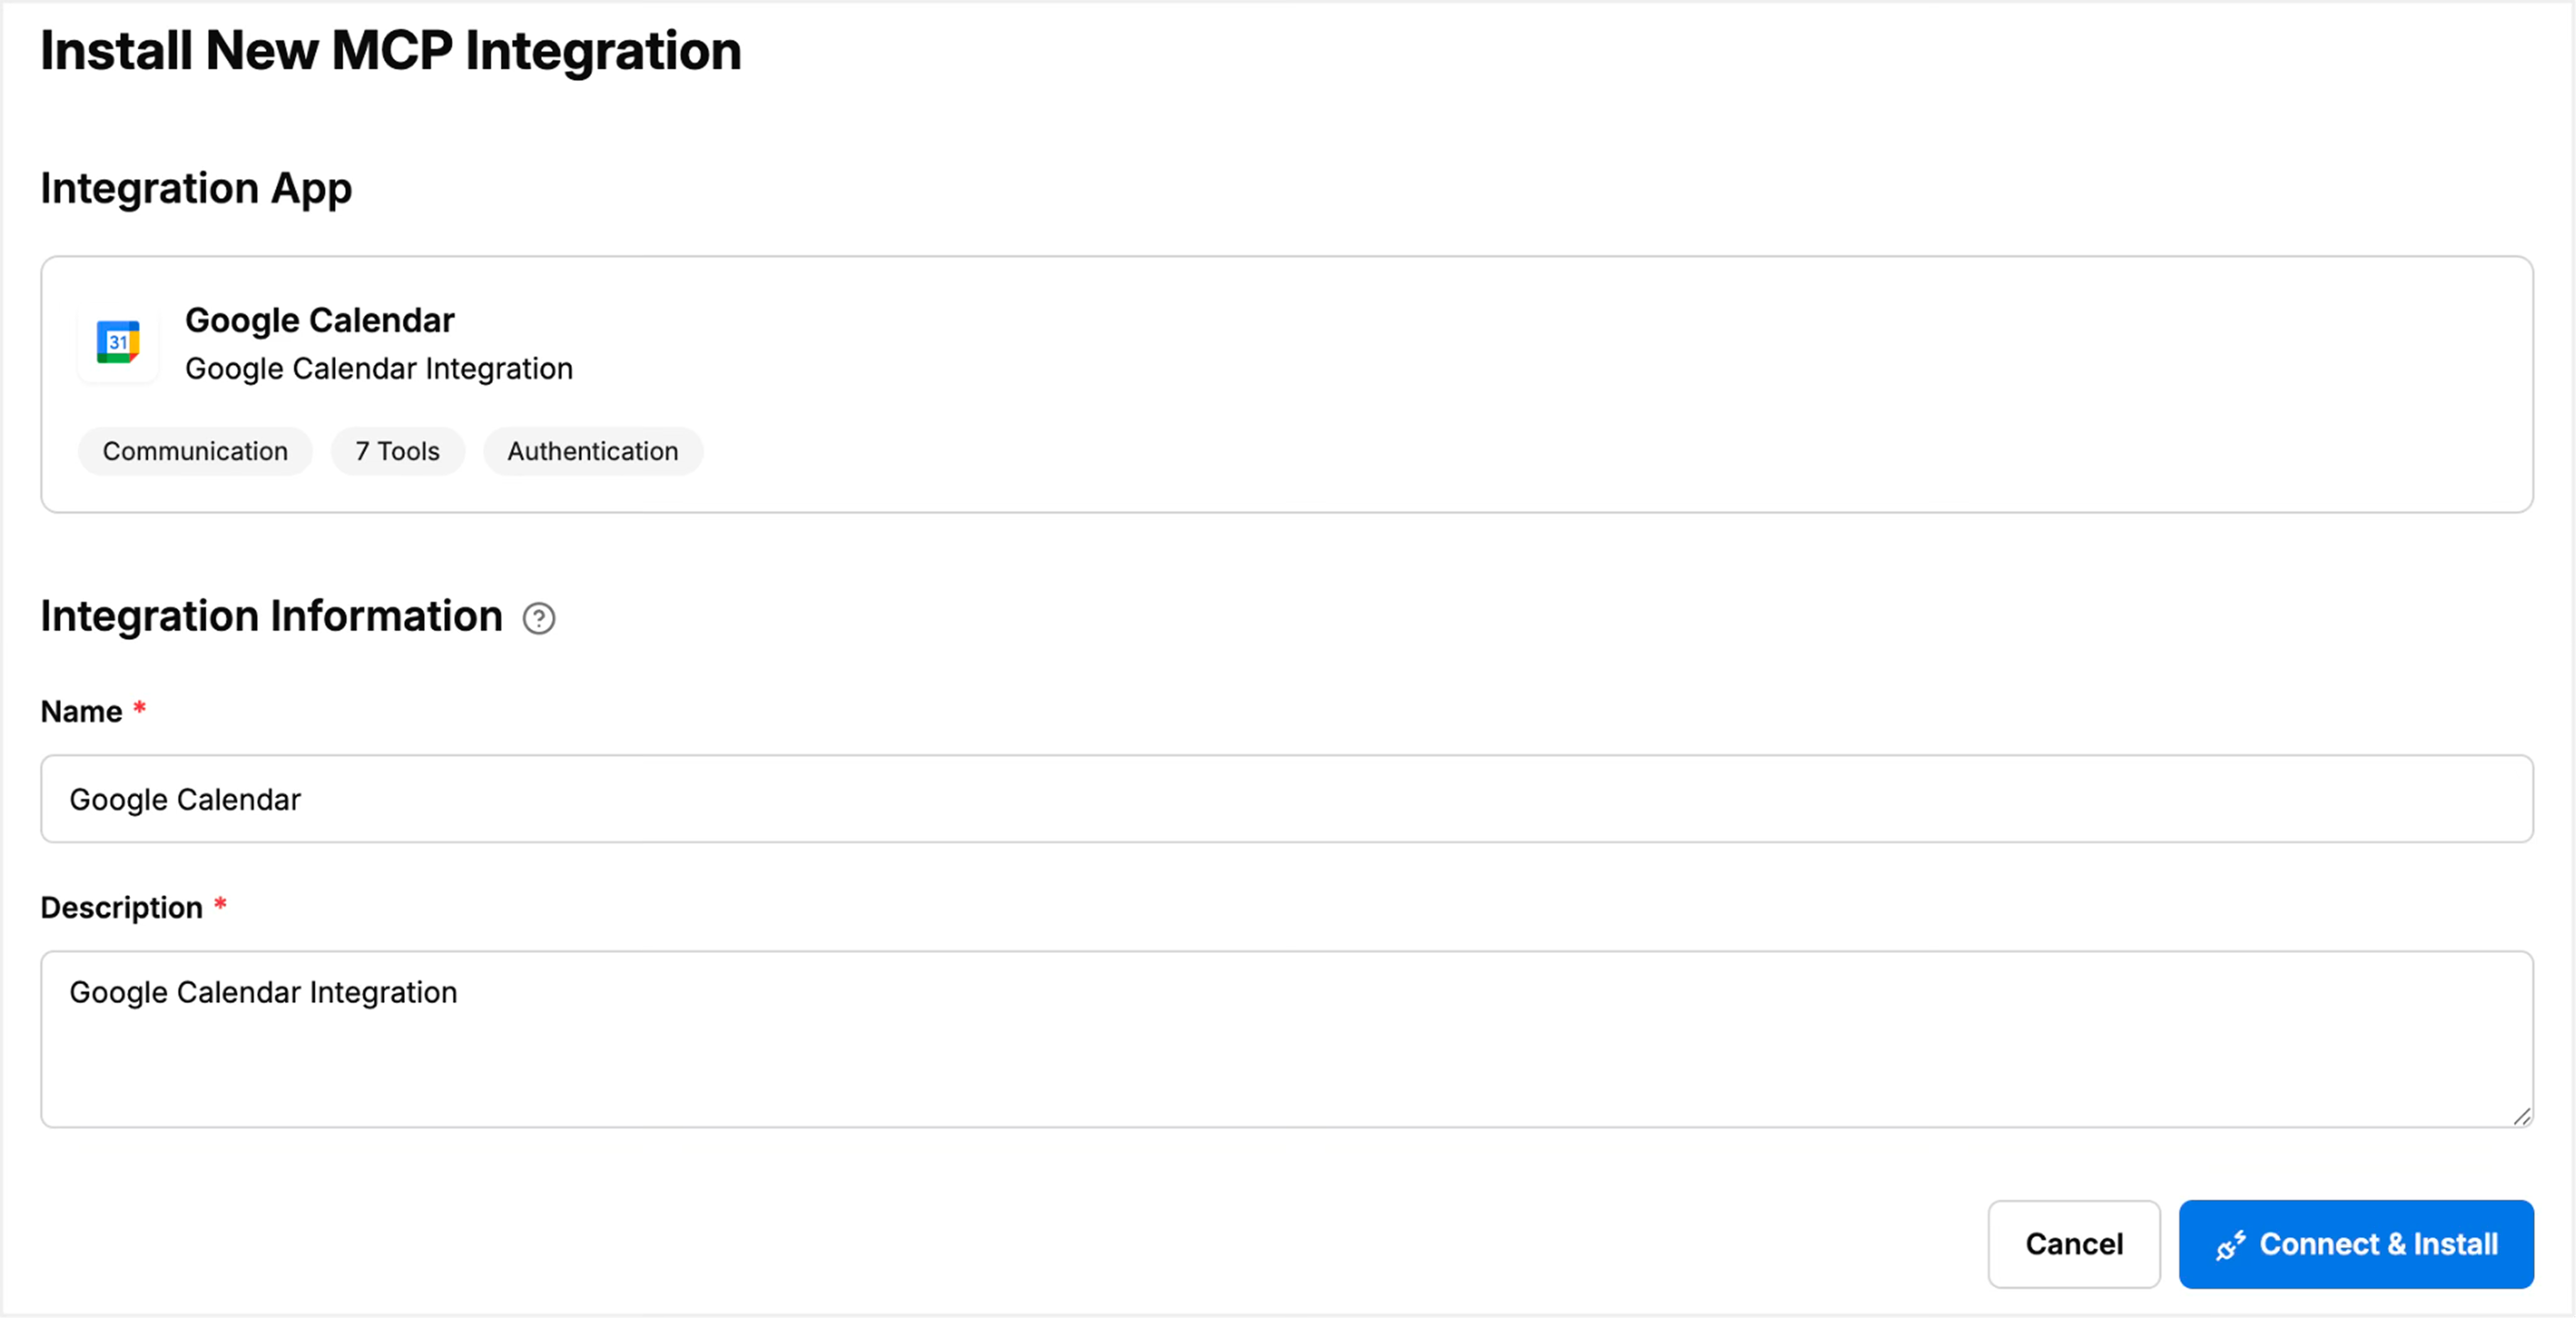 Install New MCP Integration
Integration App
31
Google Calendar
Google Calendar Integration
Communication
7 Tools
Authentication
Integration Information ?
Name *
Google Calendar
Description *
Google Calendar Integration
Cancel
Connect & Install